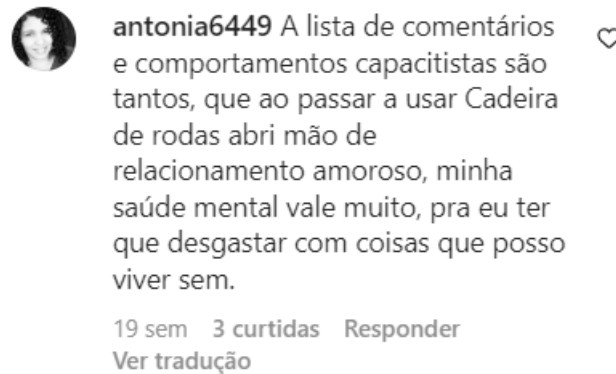 antonia6449 A lista de comentários
e comportamentos capacitistas são
tantos, que ao passar a usar Cadeira
de rodas abri mão de
relacionamento amoroso, minha
saúde mental vale muito, pra eu ter
que desgastar com coisas que posso
viver sem.
19 sem 3 curtidas Responder
Ver tradução